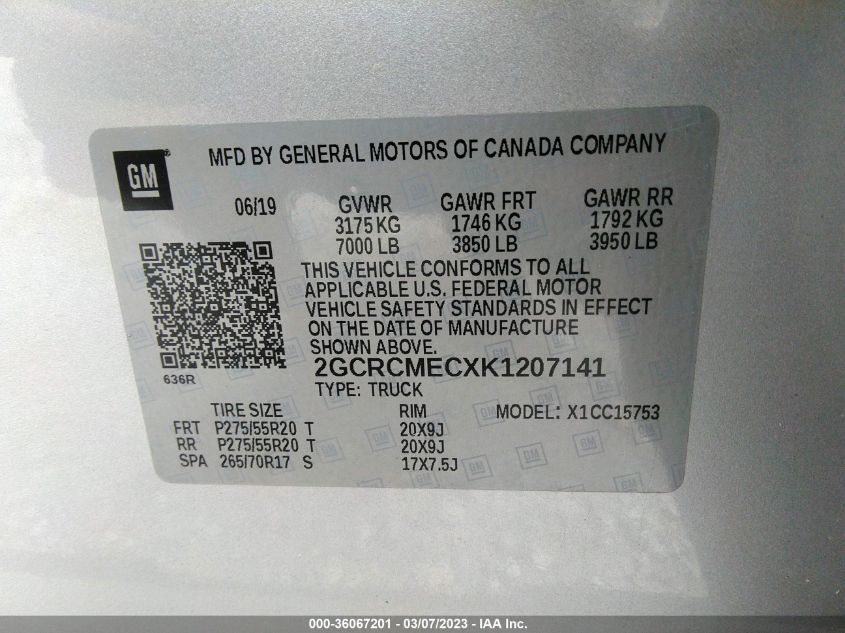 GM
MFD BY GENERAL MOTORS OF CANADA COMPANY
06/19 GVWR GAWR FRT GAWR RR
3175 KG 1746 KG 1792 KG
7000 LB 3850 LB 3950 LB
THIS VEHICLE CONFORMS TO ALL
APPLICABLE U.S. FEDERAL MOTOR
VEHICLE SAFETY STANDARDS IN EFFECT
ON THE DATE OF MANUFACTURE
SHOWN ABOVE.
2GCRCMECXK1207141
636R
TYPE: TRUCK
TIRE SIZE RIM MODEL: X1CC15753
FRT P275/55R20 T 20X9J
RR P275/55R20 T 20X9J
SPA 265/70R17 S 17X7.5J
000-36067201 - 03/07/2023 - IAA Inc.